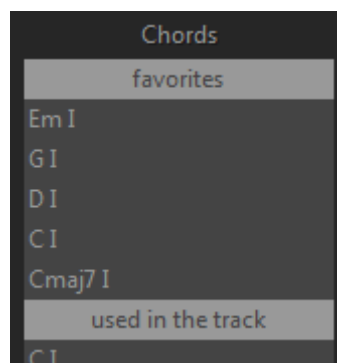 Chords
favorites
Em I
G I
D I
C I
Cmaj7 I
used in the track
C I